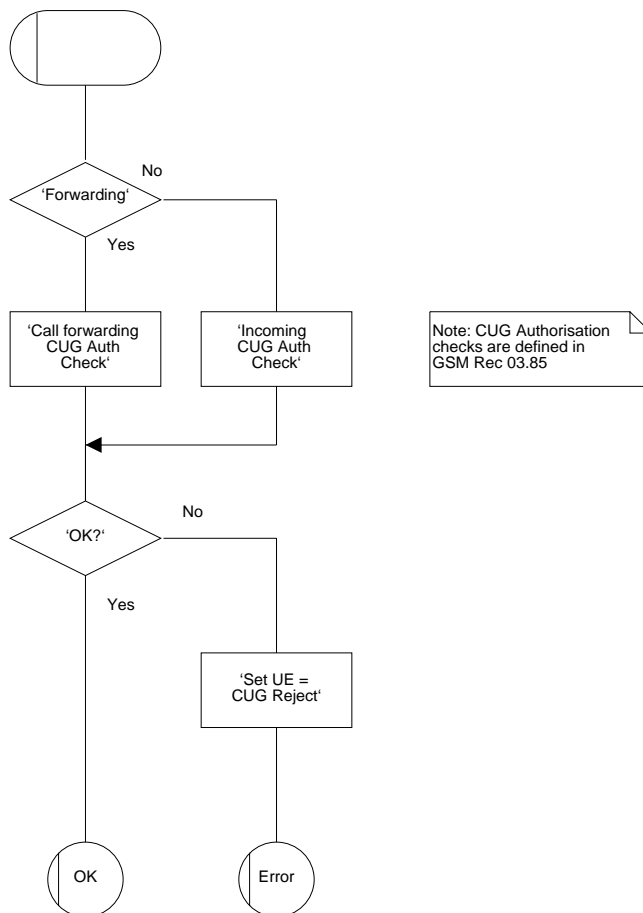 No
‘Forwarding‘
Yes
‘Call forwarding
CUG Auth
Check‘
‘Incoming
CUG Auth
Check‘
Note: CUG Authorisation
checks are defined in
GSM Rec 03.85
No
‘OK?‘
Yes
‘Set UE =
CUG Reject‘
OK
Error